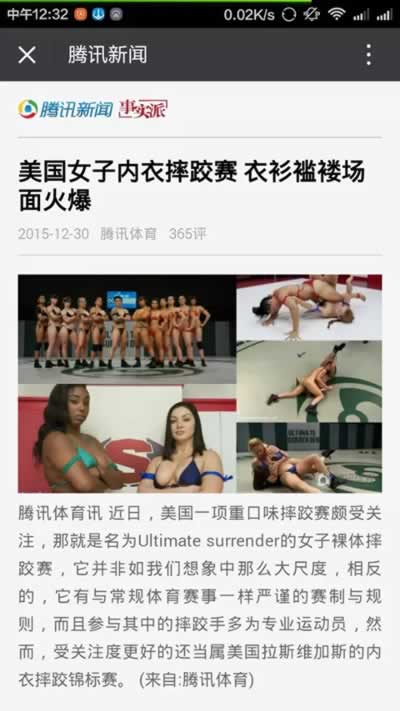 中午12:32
0.02K/s
腾讯新闻
腾讯新闻 事实派
美国女子内衣摔跤赛 衣衫褴褛场
面火爆
2015-12-30 腾讯体育 365评
腾讯体育讯 近日，美国一项重口味摔跤赛颇受关
注，那就是名为Ultimate surrender的女子裸体摔
跤赛，它并非如我们想象中那么大尺度，相反
的，它有与常规体育赛事一样严谨的赛制与规
则，而且参与其中的摔跤手多为专业运动员，然
而，受关注度更好的还当属美国拉斯维加斯的内
衣摔跤锦标赛。 (来自:腾讯体育)